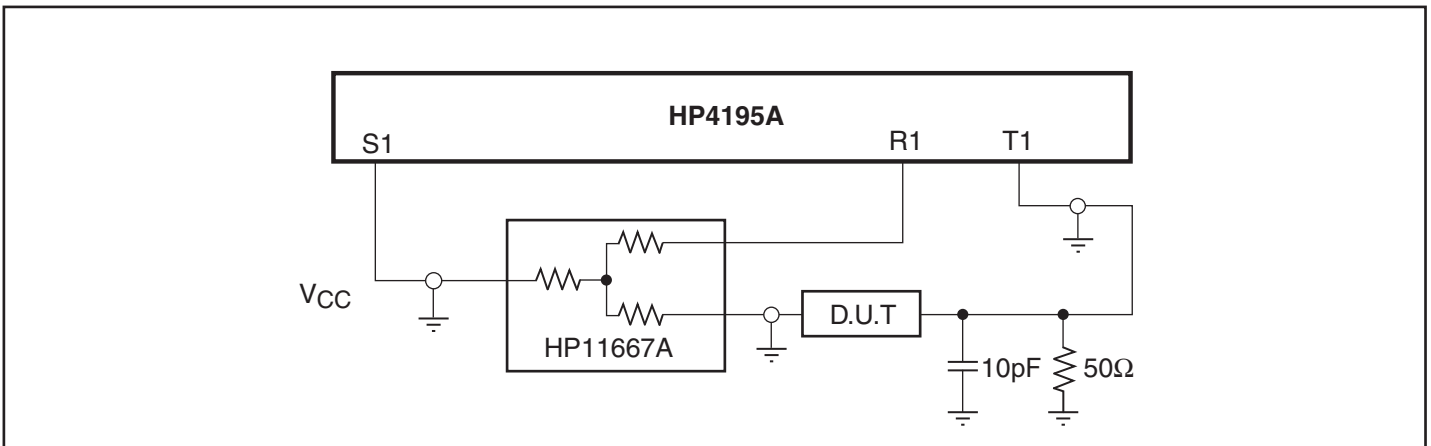 HP4195A
S1
R1
T1
VCC
D.U.T
HP11667A
10pF
50Ω